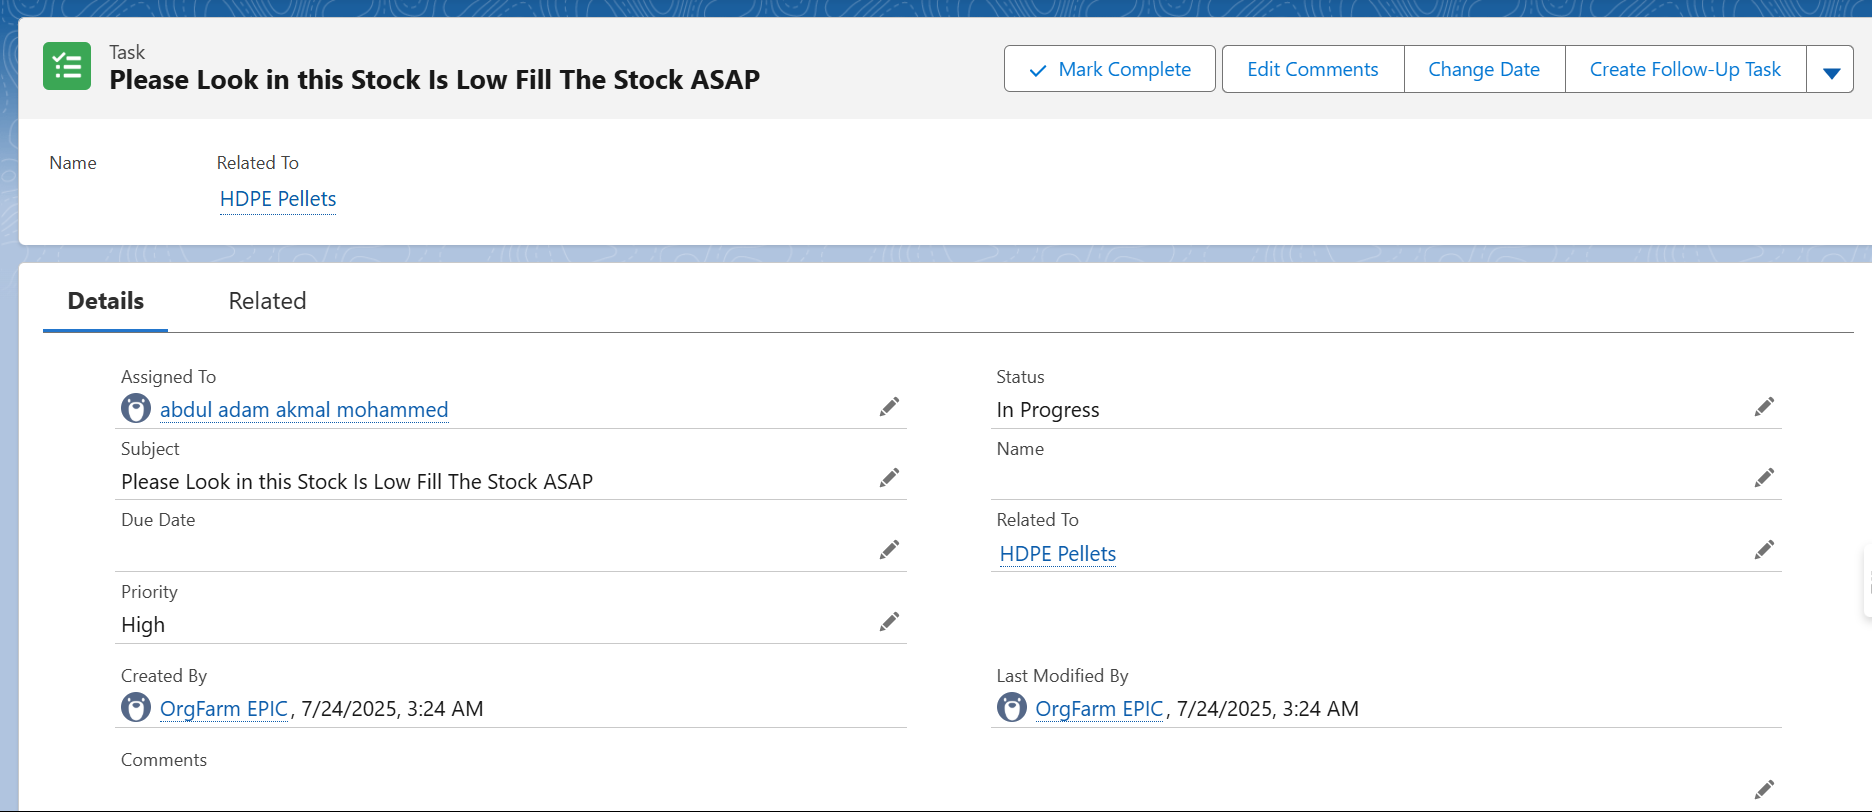 Task
Please Look in this Stock Is Low Fill The Stock ASAP
Mark Complete
Edit Comments
Change Date
Create Follow-Up Task
Name
Related To
HDPE Pellets
Details
Related
Assigned To
abdul adam akmal mohammed
Status
In Progress
Subject
Please Look in this Stock Is Low Fill The Stock ASAP
Name
Due Date
Related To
HDPE Pellets
Priority
High
Created By
OrgFarm EPIC, 7/24/2025, 3:24 AM
Last Modified By
OrgFarm EPIC, 7/24/2025, 3:24 AM
Comments